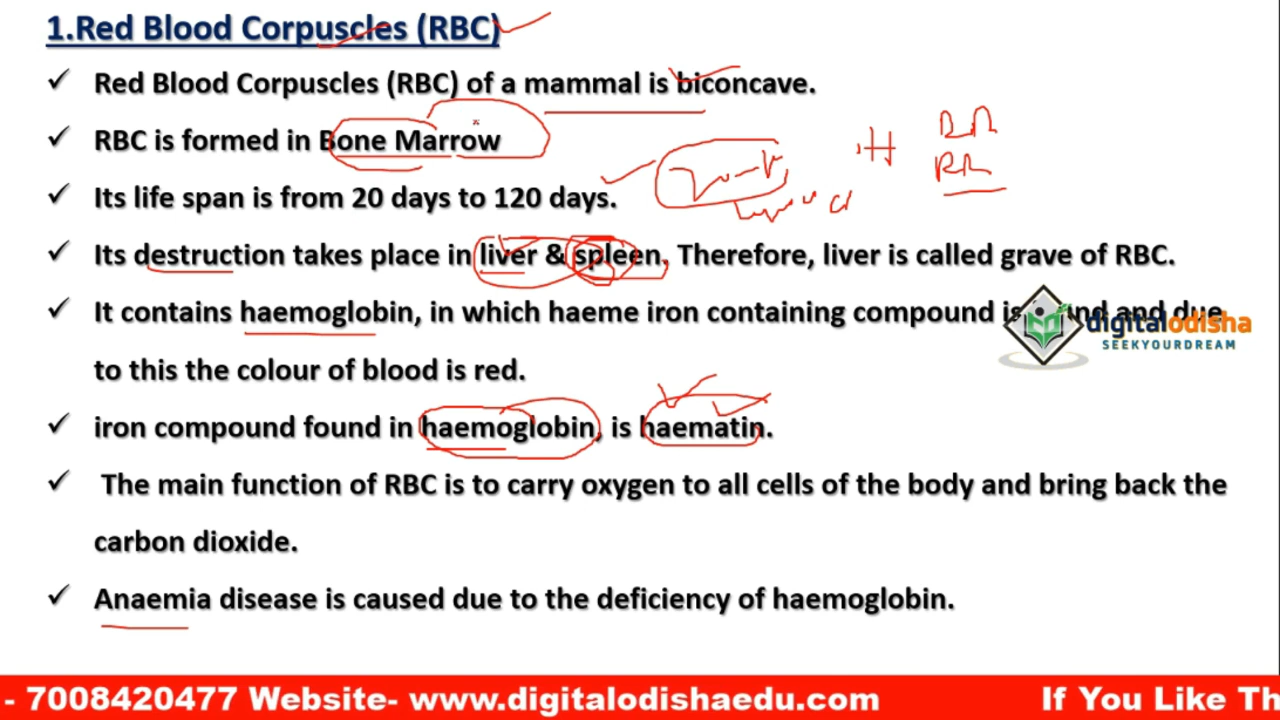 1.Red Blood Corpuscles (RBC)
✓ Red Blood Corpuscles (RBC) of a mammal is biconcave.
✓ RBC is formed in Bone Marrow
✓ Its life span is from 20 days to 120 days.
✓ Its destruction takes place in liver & spleen. Therefore, liver is called grave of RBC.
✓ It contains haemoglobin, in which haeme iron containing compound is found and due
to this the colour of blood is red.
digitalodisha
SEEKYOURDREAM
✓ iron compound found in haemoglobin, is haematin.
✓ The main function of RBC is to carry oxygen to all cells of the body and bring back the
carbon dioxide.
✓ Anaemia disease is caused due to the deficiency of haemoglobin.
- 7008420477 Website- www.digitalodishaedu.com If You Like Th